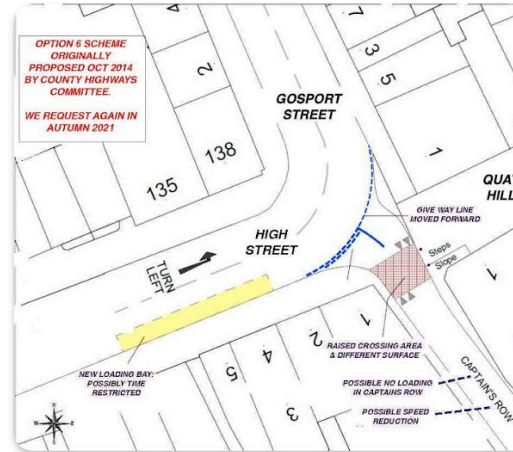 OPTION 6 SCHEME
ORIGINALLY
PROPOSED OCT 2014
BY COUNTY HIGHWAYS
COMMITTEE.
WE REQUEST AGAIN IN
AUTUMN 2021
4
2
138
135
7
3
5
1
GOSPORT
STREET
QUAY
HILL
GIVE WAY LINE
MOVED FORWARD
HIGH
STREET
TURN
LEFT
Steps
Slope
1
1
2
4
5
3
RAISED CROSSING AREA
& DIFFERENT SURFACE
NEW LOADING BAY:
POSSIBLY TIME
RESTRICTED
POSSIBLE NO LOADING
IN CAPTAINS ROW
POSSIBLE SPEED
REDUCTION
CAPTAIN'S ROW
N
W
E
S